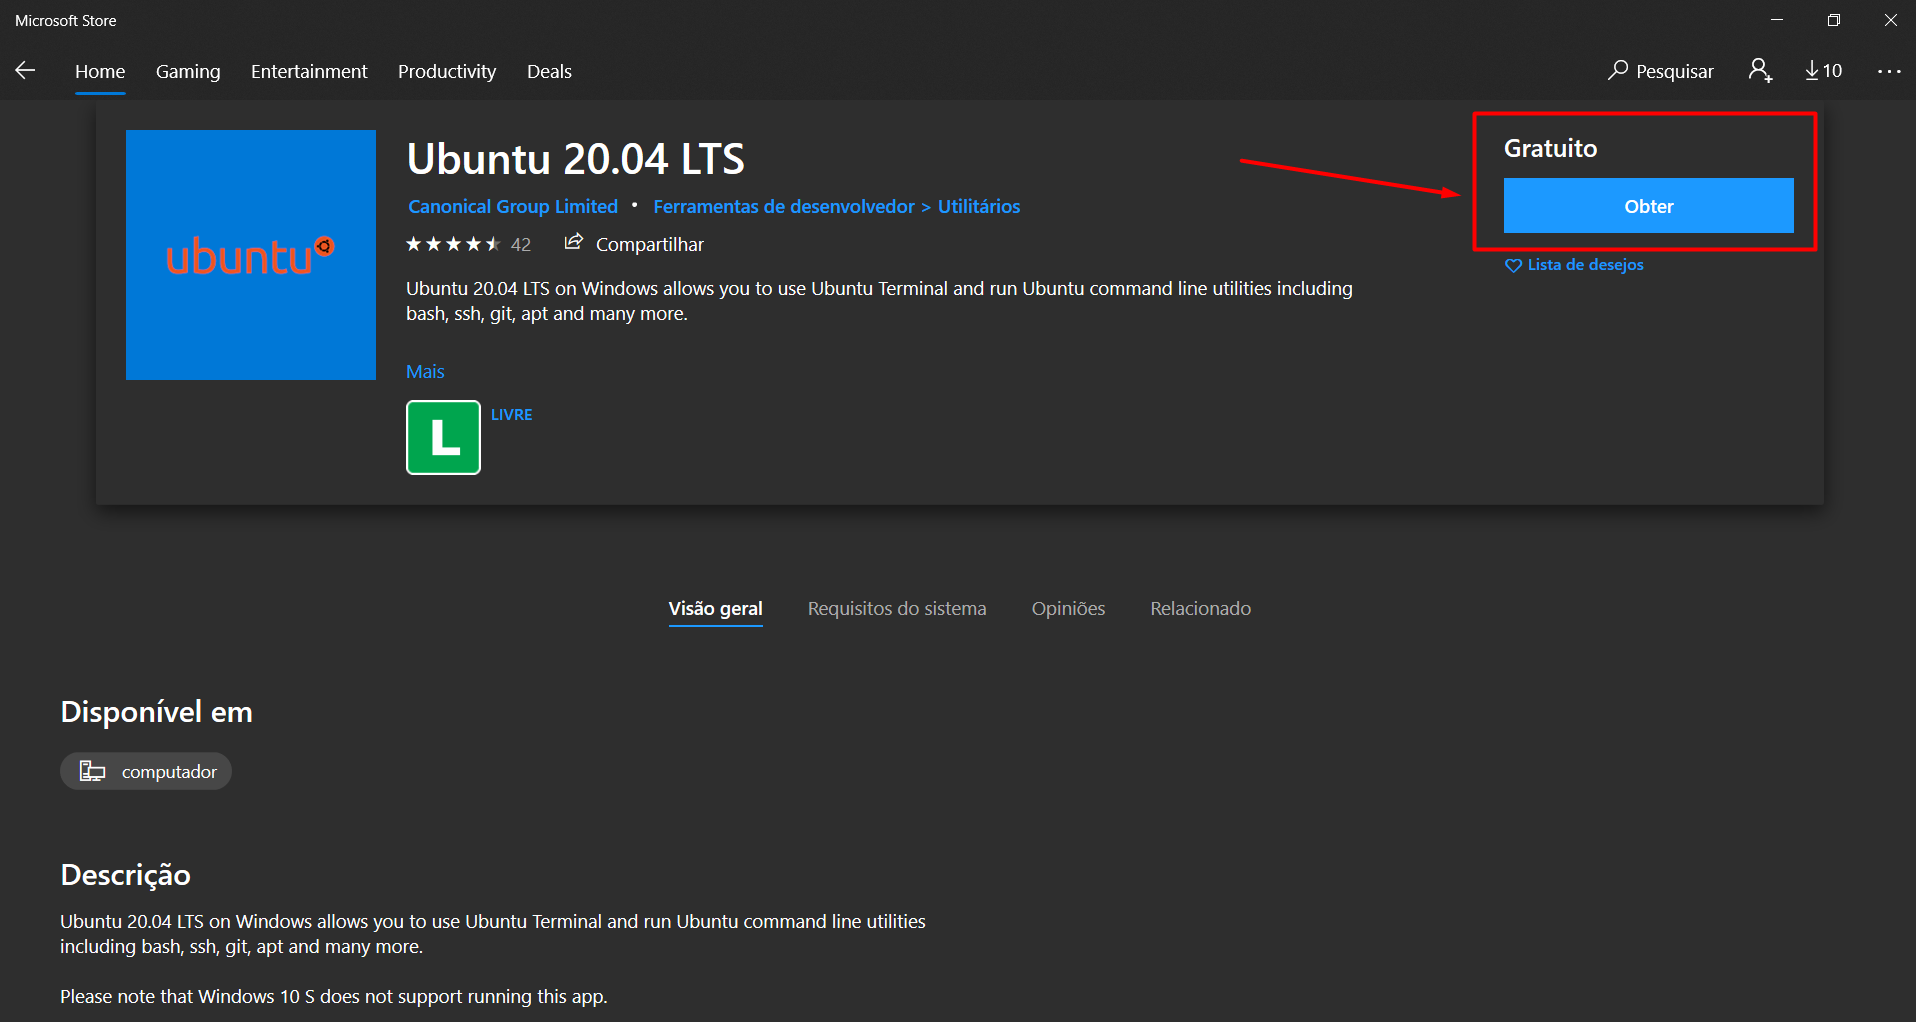 Microsoft Store
Home Gaming Entertainment Productivity Deals Pesquisar 10
ubuntu
Ubuntu 20.04 LTS
Canonical Group Limited • Ferramentas de desenvolvedor > Utilitários
42 Compartilhar
Ubuntu 20.04 LTS on Windows allows you to use Ubuntu Terminal and run Ubuntu command line utilities including
bash, ssh, git, apt and many more.
Mais
L LIVRE
Gratuito
Obter
Lista de desejos
Visão geral Requisitos do sistema Opiniões Relacionado
Disponível em
computador
Descrição
Ubuntu 20.04 LTS on Windows allows you to use Ubuntu Terminal and run Ubuntu command line utilities
including bash, ssh, git, apt and many more.
Please note that Windows 10 S does not support running this app.